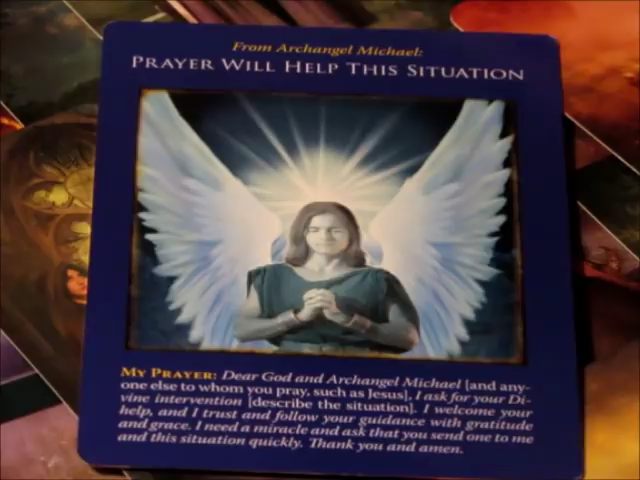 From Archangel Michael:
PRAYER WILL HELP THIS SITUATION
MY PRAYER: Dear God and Archangel Michael [and any-
one else to whom you pray, such as Jesus], I ask for your Di-
vine intervention [describe the situation]. I welcome your
help, and I trust and follow your guidance with gratitude
and grace. I need a miracle and ask that you send one to me
and this situation quickly. Thank you and amen.